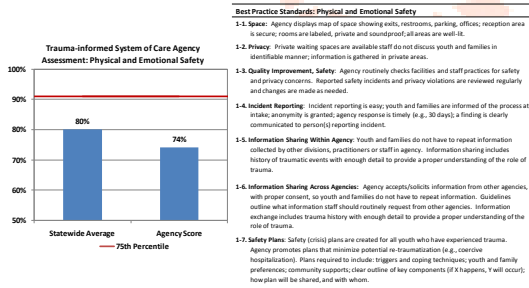 Trauma-informed System of Care Agency
Assessment: Physical and Emotional Safety
100%
90%
80%
70%
60%
50%
80%
74%
Statewide Average
Agency Score
75th Percentile
Best Practice Standards: Physical and Emotional Safety
1-1. Space: Agency displays map of space showing exits, restrooms, parking, offices; reception area
is secure; rooms are labeled, private and soundproof; all areas are well-lit.
1-2. Privacy: Private waiting spaces are available staff do not discuss youth and families in
identifiable manner; information is gathered in private areas.
1-3. Quality Improvement, Safety: Agency routinely checks facilities and staff practices for safety
and privacy concerns. Reported safety incidents and privacy violations are reviewed regularly
and changes are made as needed.
1-4. Incident Reporting: Incident reporting is easy; youth and families are informed of the process at
intake; anonymity is granted; agency response is timely (e.g., 30 days); a finding is clearly
communicated to person(s) reporting incident.
1-5. Information Sharing Within Agency: Youth and families do not have to repeat information
collected by other divisions, practitioners or staff in agency. Information sharing includes
history of traumatic events with enough detail to provide a proper understanding of the role of
trauma.
1-6. Information Sharing Across Agencies: Agency accepts/solicits information from other agencies,
with proper consent, so youth and families do not have to repeat information. Guidelines
outline what information staff should routinely request from other agencies. Information
exchange includes trauma history with enough detail to provide a proper understanding of the
role of trauma.
1-7. Safety Plans: Safety (crisis) plans are created for all youth who have experienced trauma.
Agency promotes plans that minimize potential re-traumatization (e.g., coercive
hospitalization). Plans required to include: triggers and coping techniques; youth and family
preferences; community supports; clear outline of key components (if X happens, Y will occur);
how plan will be shared, and with whom.